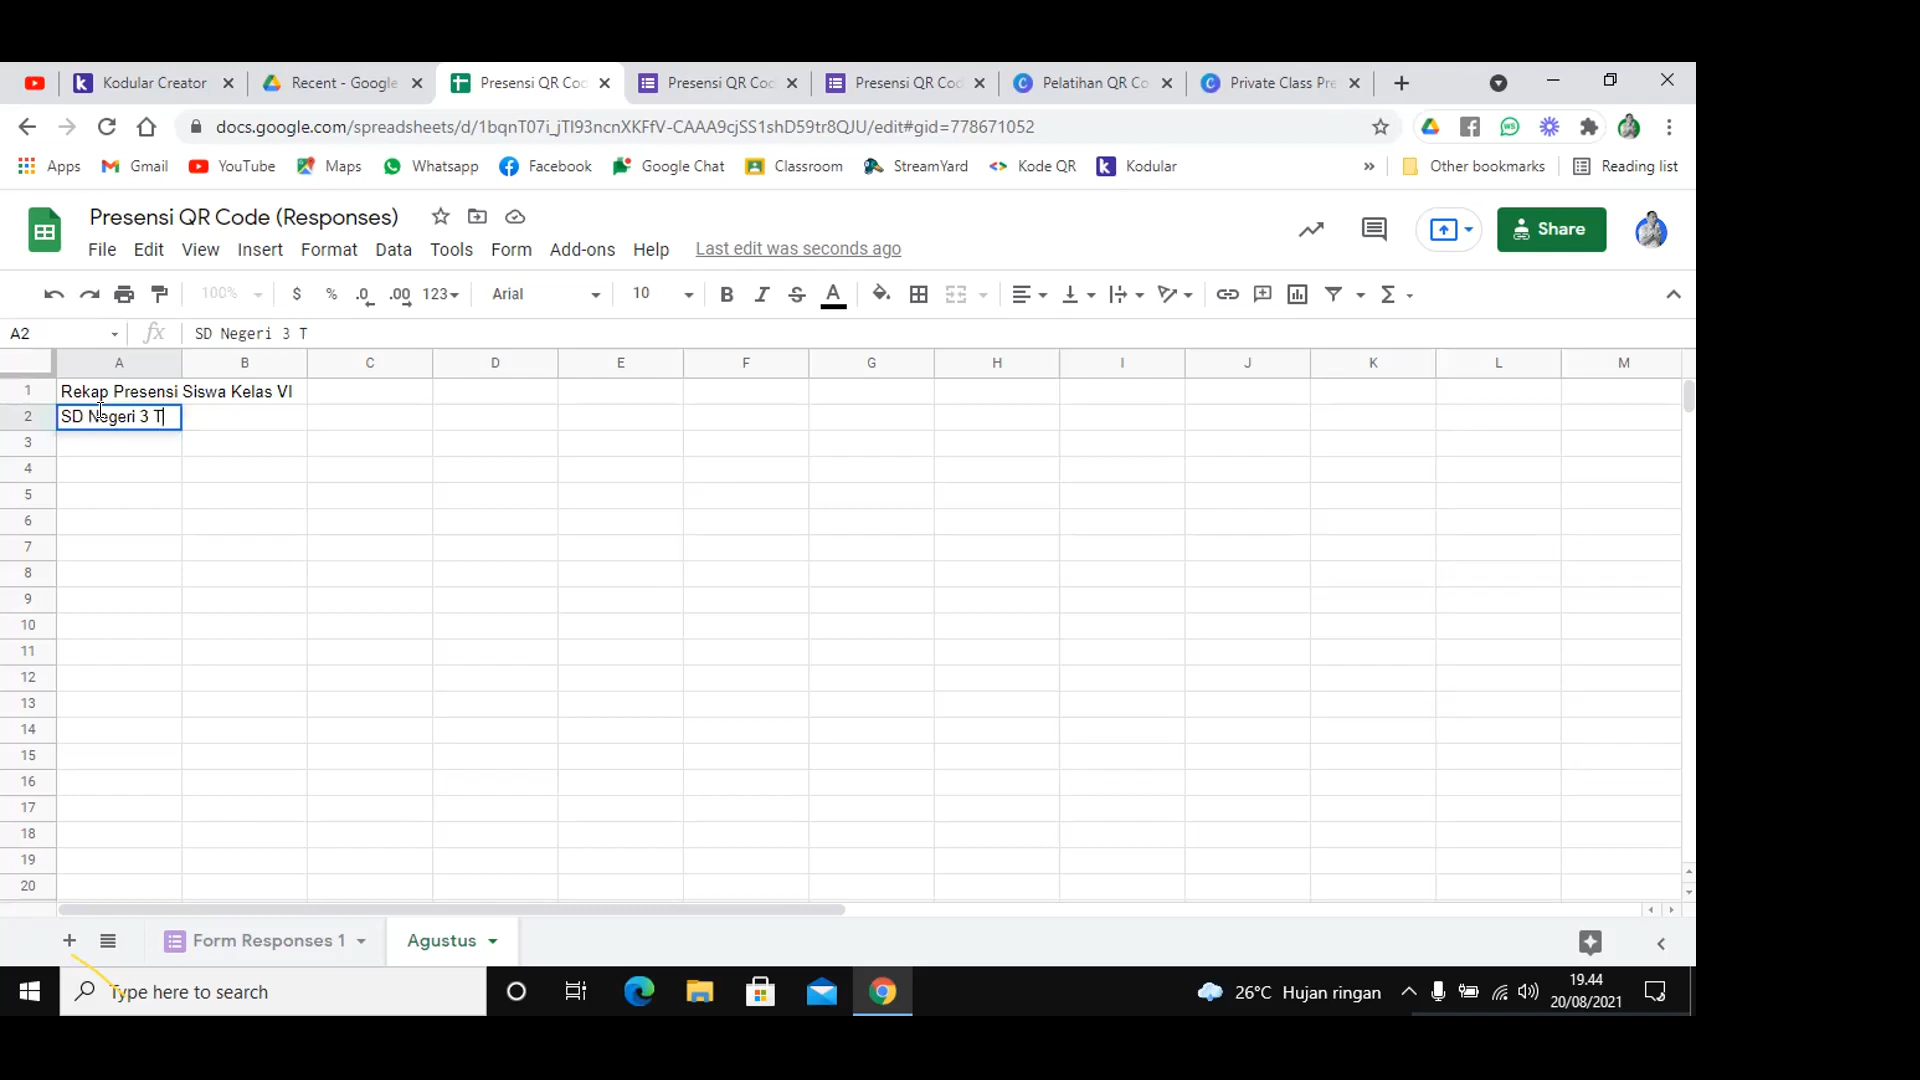 Kodular Creator
Recent - Google
Presensi QR Coc
Presensi QR Coc
Presensi QR Coc
Pelatihan QR Co
Private Class Pre
docs.google.com/spreadsheets/d/1bqnT07i_jTI93ncnXKFfV-CAAA9cjSS1shD59tr8QJU/edit#gid=778671052
Apps Gmail YouTube Maps Whatsapp Facebook Google Chat Classroom StreamYard Kode QR Kodular » Other bookmarks Reading list
Presensi QR Code (Responses)
Share
File Edit View Insert Format Data Tools Form Add-ons Help Last edit was seconds ago
100% $ % .0 .00 123 Arial 10 B I S A Σ
A2 fx SD Negeri 3 T
A B C D E F G H I J K L M
1 Rekap Presensi Siswa Kelas VI
2 SD Negeri 3 T
3
4
5
6
7
8
9
10
11
12
13
14
15
16
17
18
19
20
Form Responses 1 Agustus
Type here to search
26°C Hujan ringan
19.44
20/08/2021